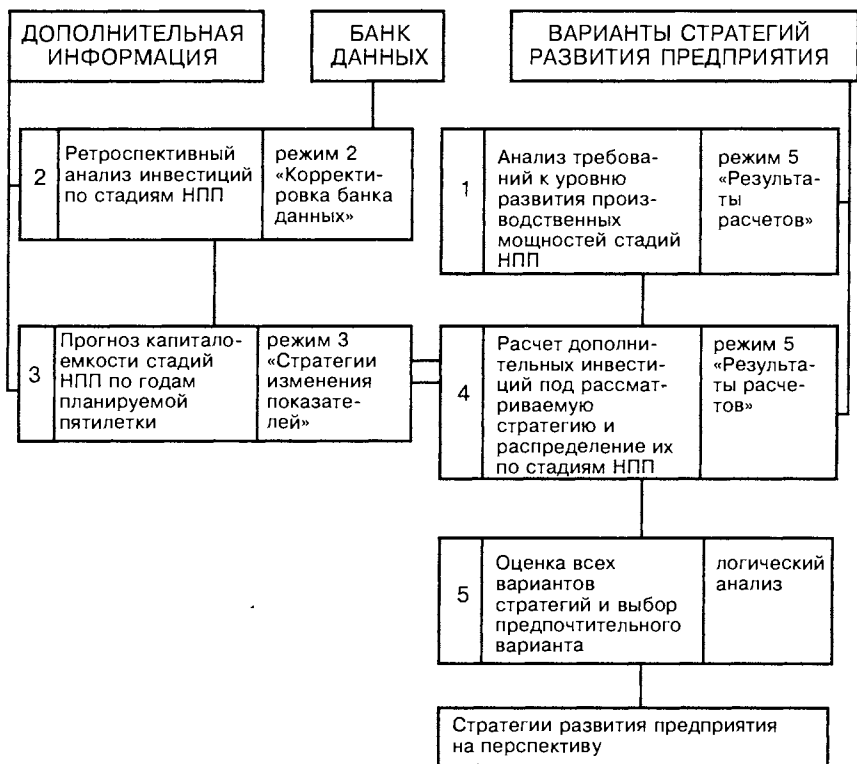 ДОПОЛНИТЕЛЬНАЯ
ИНФОРМАЦИЯ
БАНК
ДАННЫХ
ВАРИАНТЫ СТРАТЕГИЙ
РАЗВИТИЯ ПРЕДПРИЯТИЯ
2
Ретроспективный
анализ инвестиций
по стадиям НПП
режим 2
«Корректи-
ровка банка
данных»
1
Анализ требова-
ний к уровню
развития произ-
водственных
мощностей стадий
НПП
режим 5
«Результа-
ты
расчетов»
3
Прогноз капитало-
емкости стадий
НПП по годам
планируемой
пятилетки
режим 3
«Стратегии
изменения
показате-
лей»
4
Расчет дополни-
тельных инвести-
ций под рассмат-
риваемую
стратегию и
распределение их
по стадиям НПП
режим 5
«Результа-
ты расче-
тов»
5
Оценка всех
вариантов
стратегий и выбор
предпочтительного
варианта
логический
анализ
Стратегии развития предприятия
на перспективу